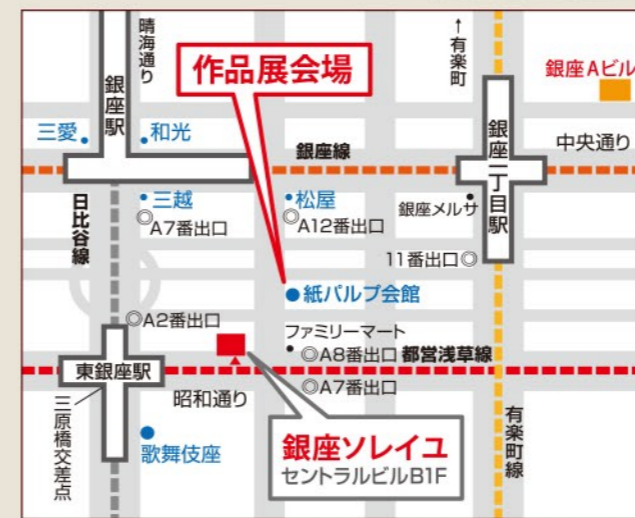 晴海通り
↑有楽町
作品展会場
銀座Aビル
銀座駅
三愛
和光
銀座線
銀座一丁目駅
中央通り
日比谷線
三越
A7番出口
松屋
A12番出口
銀座メルサ
11番出口
紙パルプ会館
A2番出口
ファミリーマート
A8番出口
都営浅草線
東銀座駅
昭和通り
A7番出口
三原橋交差点
歌舞伎座
銀座ソレイユ
セントラルビルB1F
有楽町線